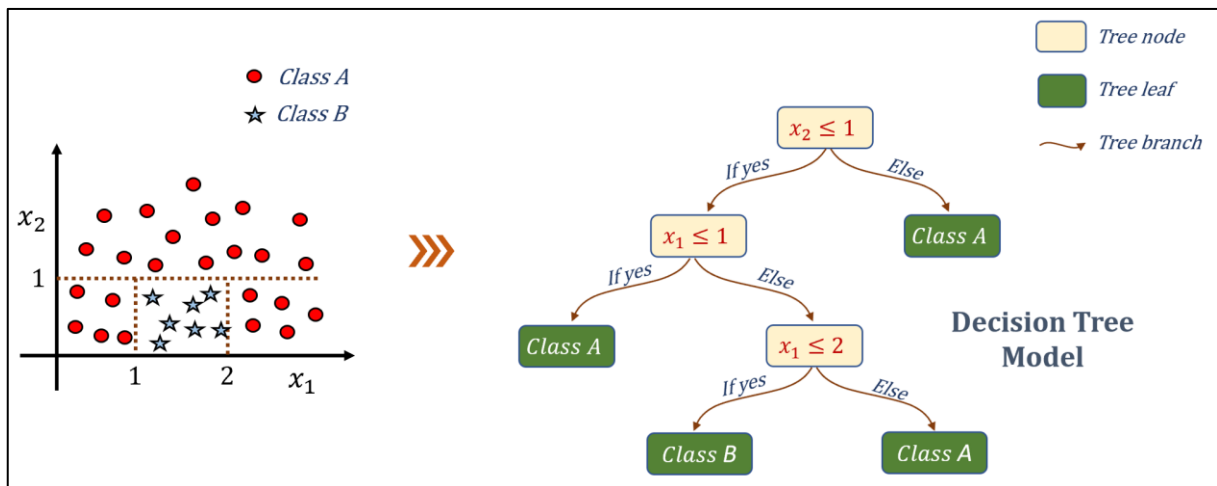 Class A
Class B
x₂
1
1
2
x₁
Tree node
Tree leaf
Tree branch
x₂ ≤ 1
If yes
Else
x₁ ≤ 1
Class A
If yes
Else
Class A
x₁ ≤ 2
Decision Tree
Model
If yes
Else
Class B
Class A